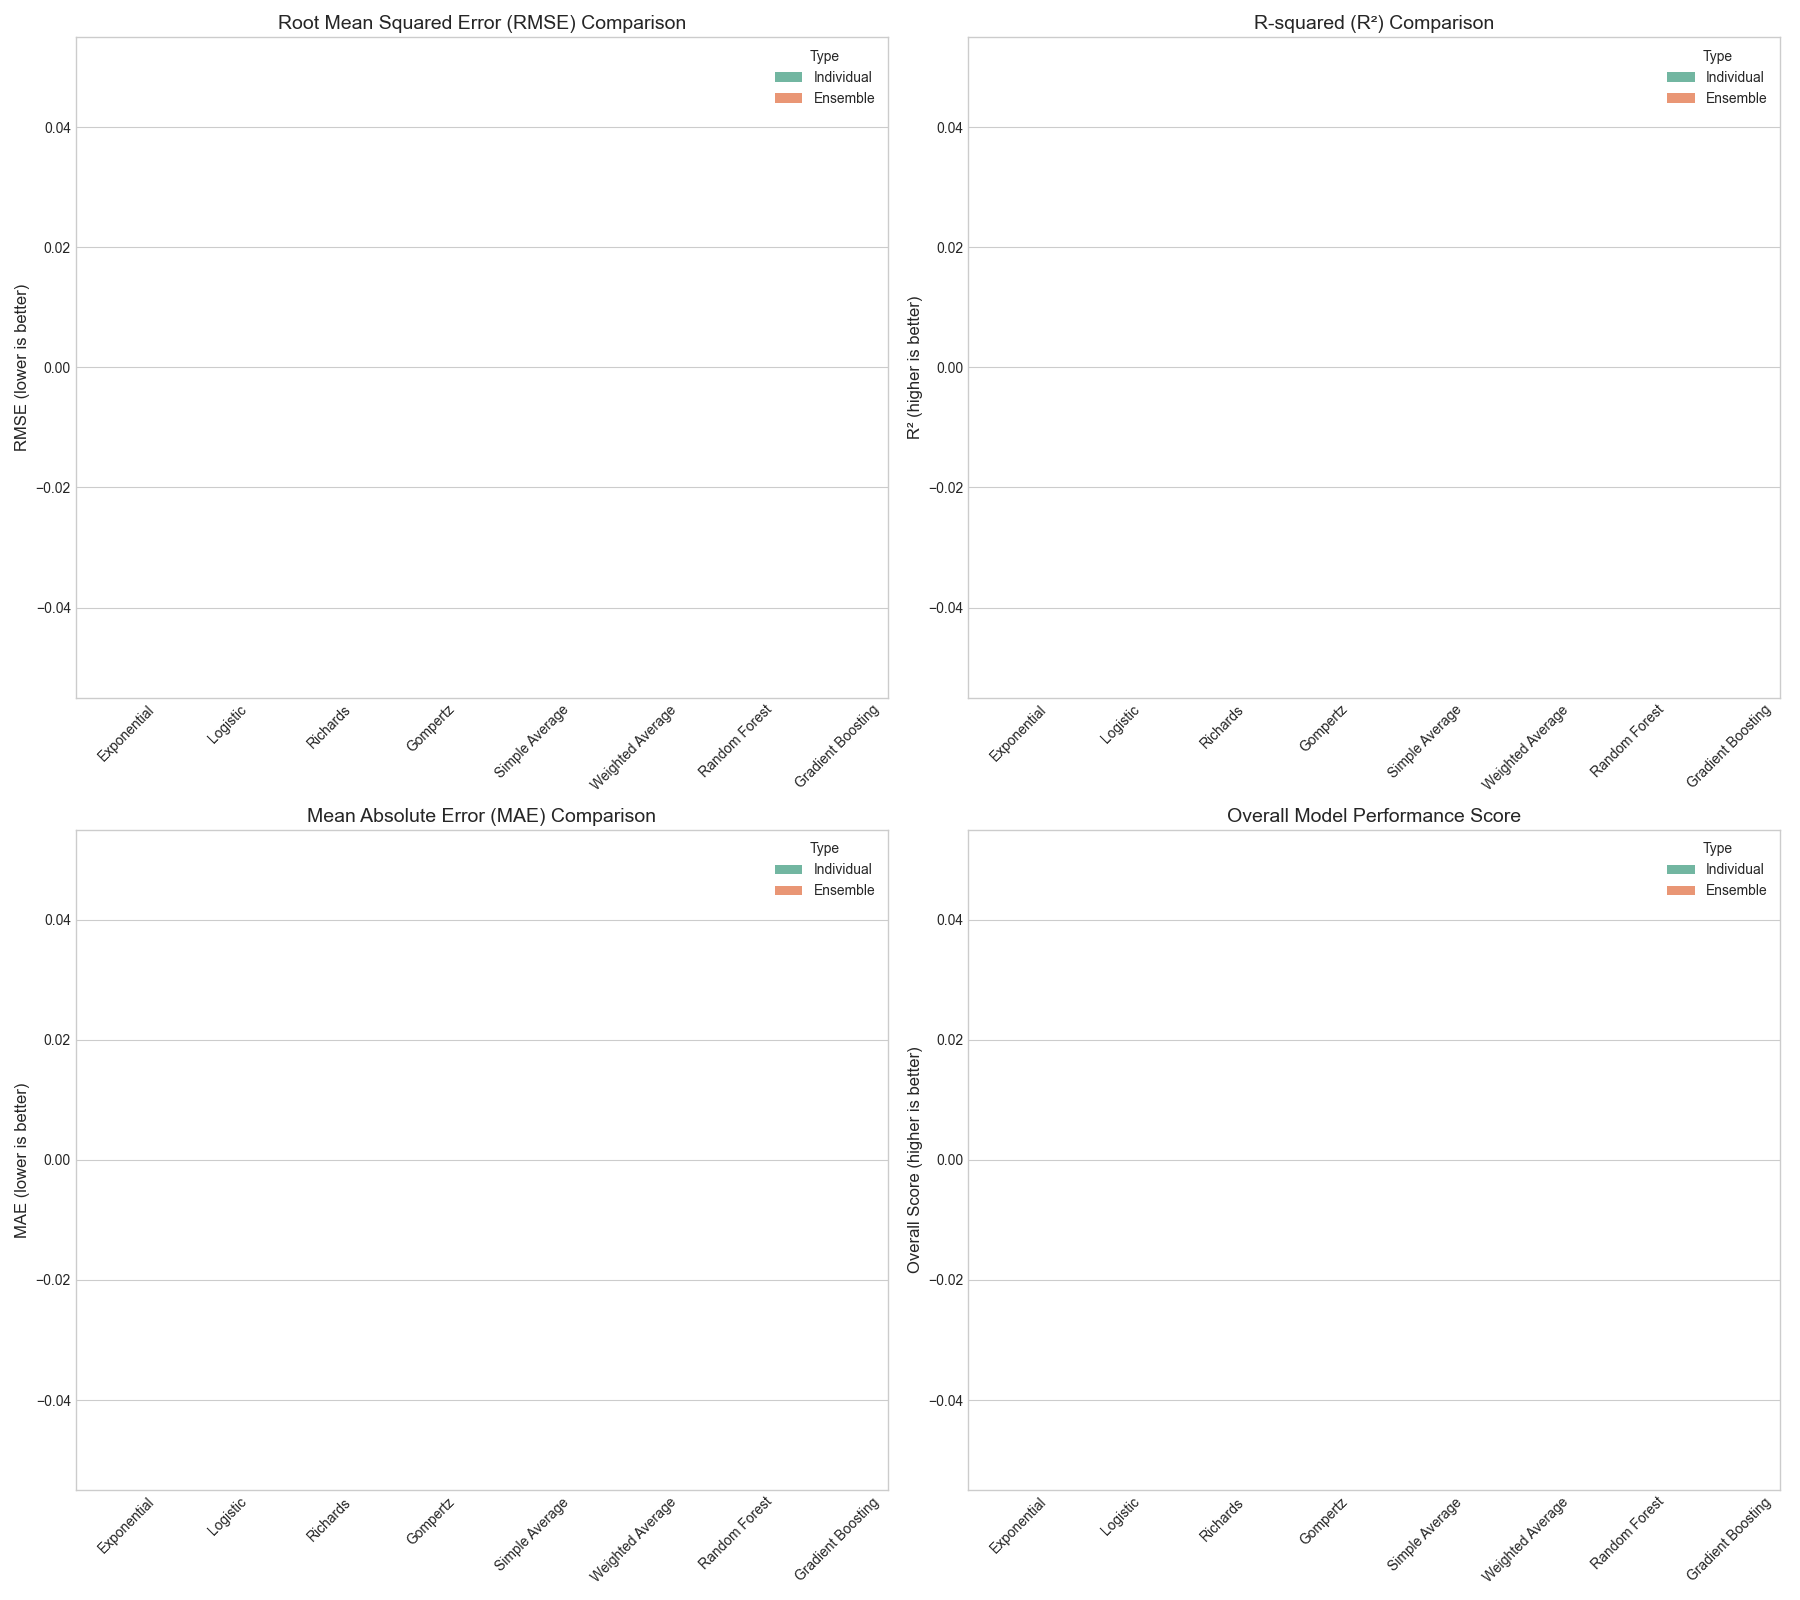 Root Mean Squared Error (RMSE) Comparison
Type
Individual
Ensemble
RMSE (lower is better)
0.04
0.02
0.00
−0.02
−0.04
Exponential
Logistic
Richards
Gompertz
Simple Average
Weighted Average
Random Forest
Gradient Boosting
R-squared (R²) Comparison
Type
Individual
Ensemble
R² (higher is better)
0.04
0.02
0.00
−0.02
−0.04
Exponential
Logistic
Richards
Gompertz
Simple Average
Weighted Average
Random Forest
Gradient Boosting
Mean Absolute Error (MAE) Comparison
Type
Individual
Ensemble
MAE (lower is better)
0.04
0.02
0.00
−0.02
−0.04
Exponential
Logistic
Richards
Gompertz
Simple Average
Weighted Average
Random Forest
Gradient Boosting
Overall Model Performance Score
Type
Individual
Ensemble
Overall Score (higher is better)
0.04
0.02
0.00
−0.02
−0.04
Exponential
Logistic
Richards
Gompertz
Simple Average
Weighted Average
Random Forest
Gradient Boosting